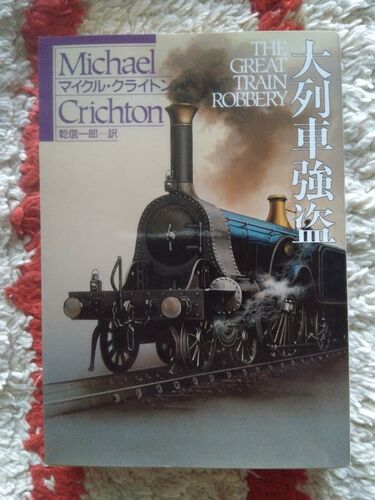 Michael
マイクル・クライトン
Crichton
乾信一郎 訳
THE
GREAT
TRAIN
ROBBERY
大列車強盗